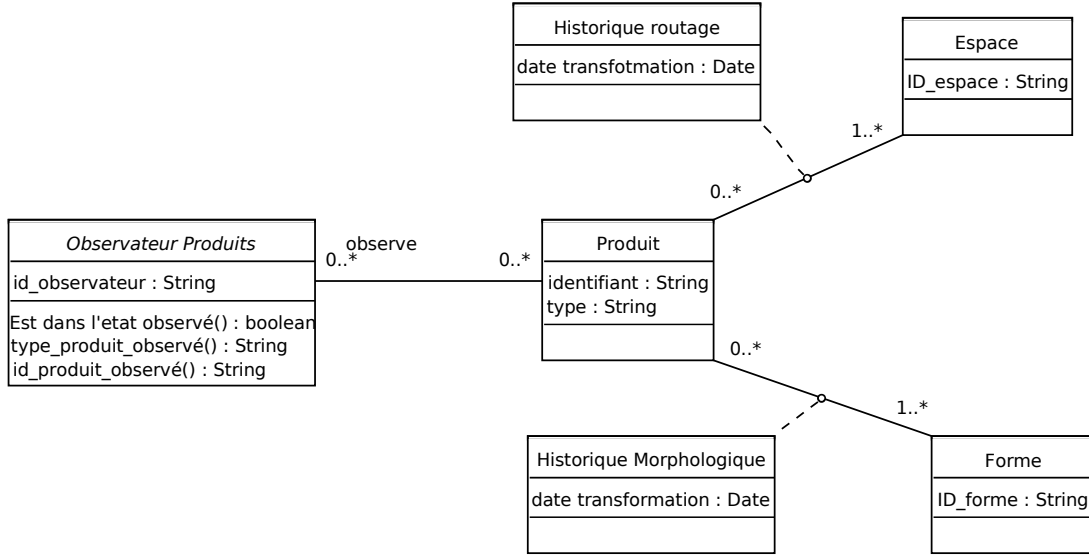 Historique routage
date transfotmation : Date
Espace
ID_espace : String
1..*
0..*
Observateur Produits
id_observateur : String
Est dans l'etat observé() : boolean
type_produit_observé() : String
id_produit_observé() : String
observe
0..*
0..*
Produit
identifiant : String
type : String
0..*
1..*
Historique Morphologique
date transformation : Date
Forme
ID_forme : String